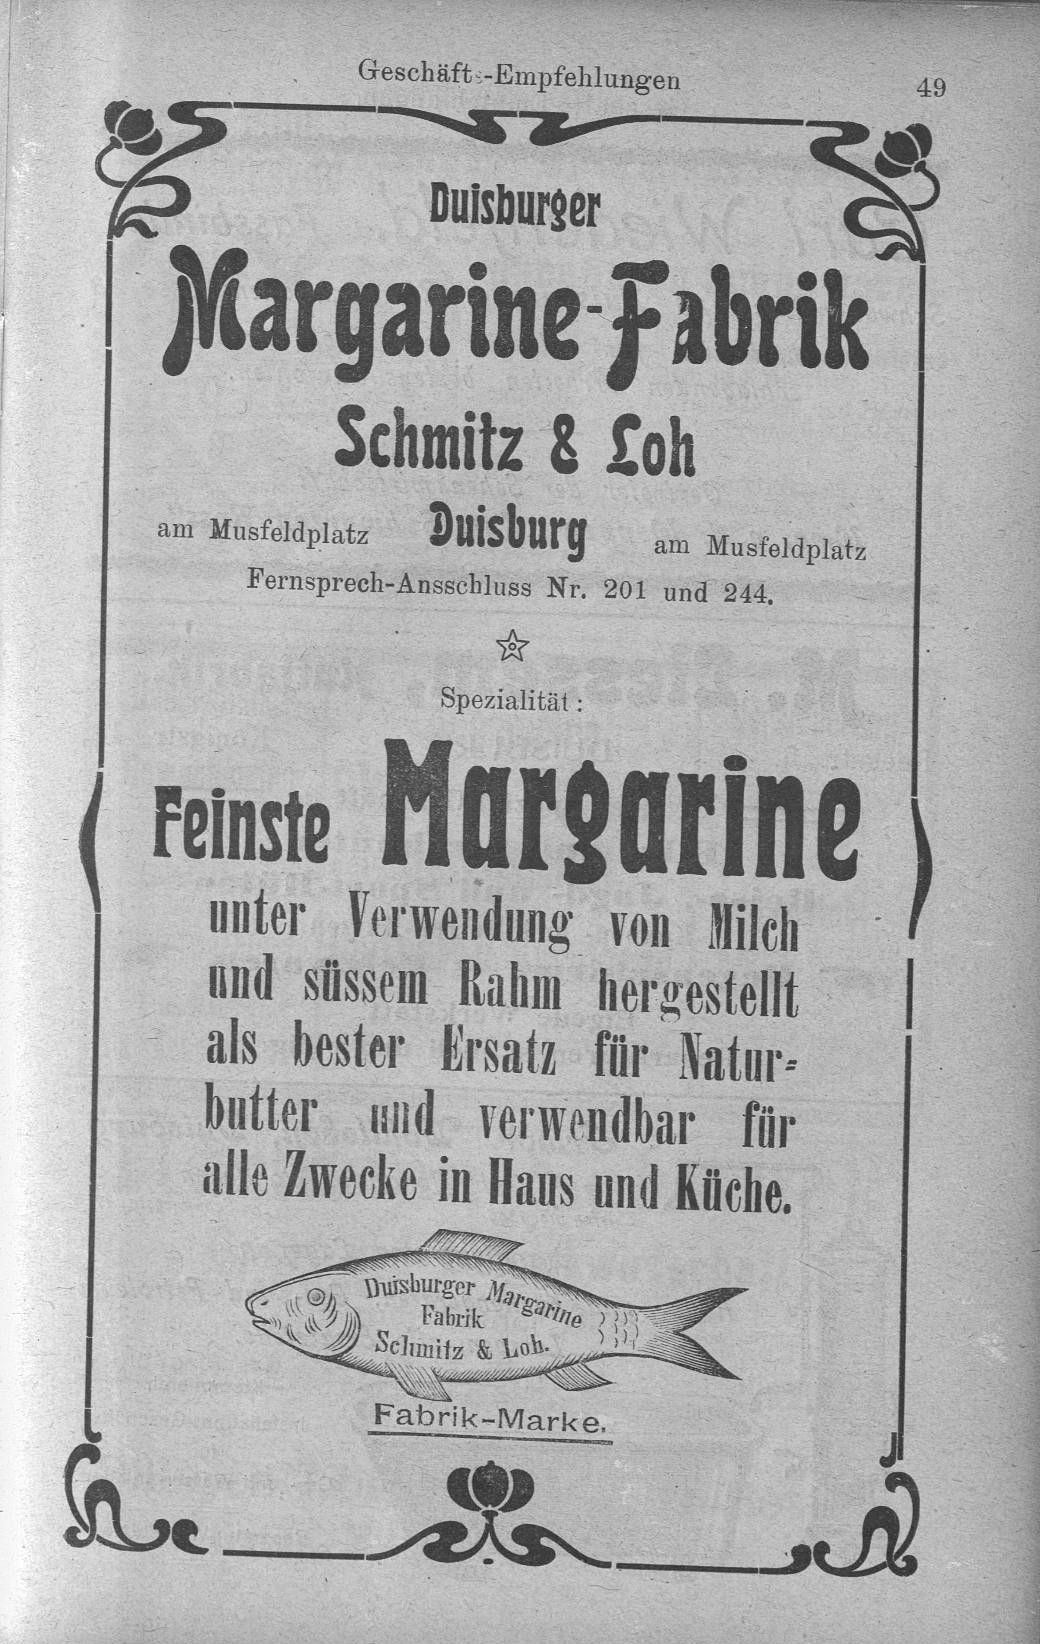 Geschäfts-Empfehlungen 49
Duisburger
Margarine-Fabrik
Schmitz & Loh
am Musfeldplatz Duisburg am Musfeldplatz
Fernsprech-Ansschluss Nr. 201 und 244.
Spezialität:
Feinste Margarine
unter Verwendung von Milch
und süssem Rahm hergestellt
als bester Ersatz für Natur-
butter und verwendbar für
alle Zwecke in Haus und Küche.
Duisburger Margarine
Fabrik
Schmitz & Loh.
Fabrik-Marke.